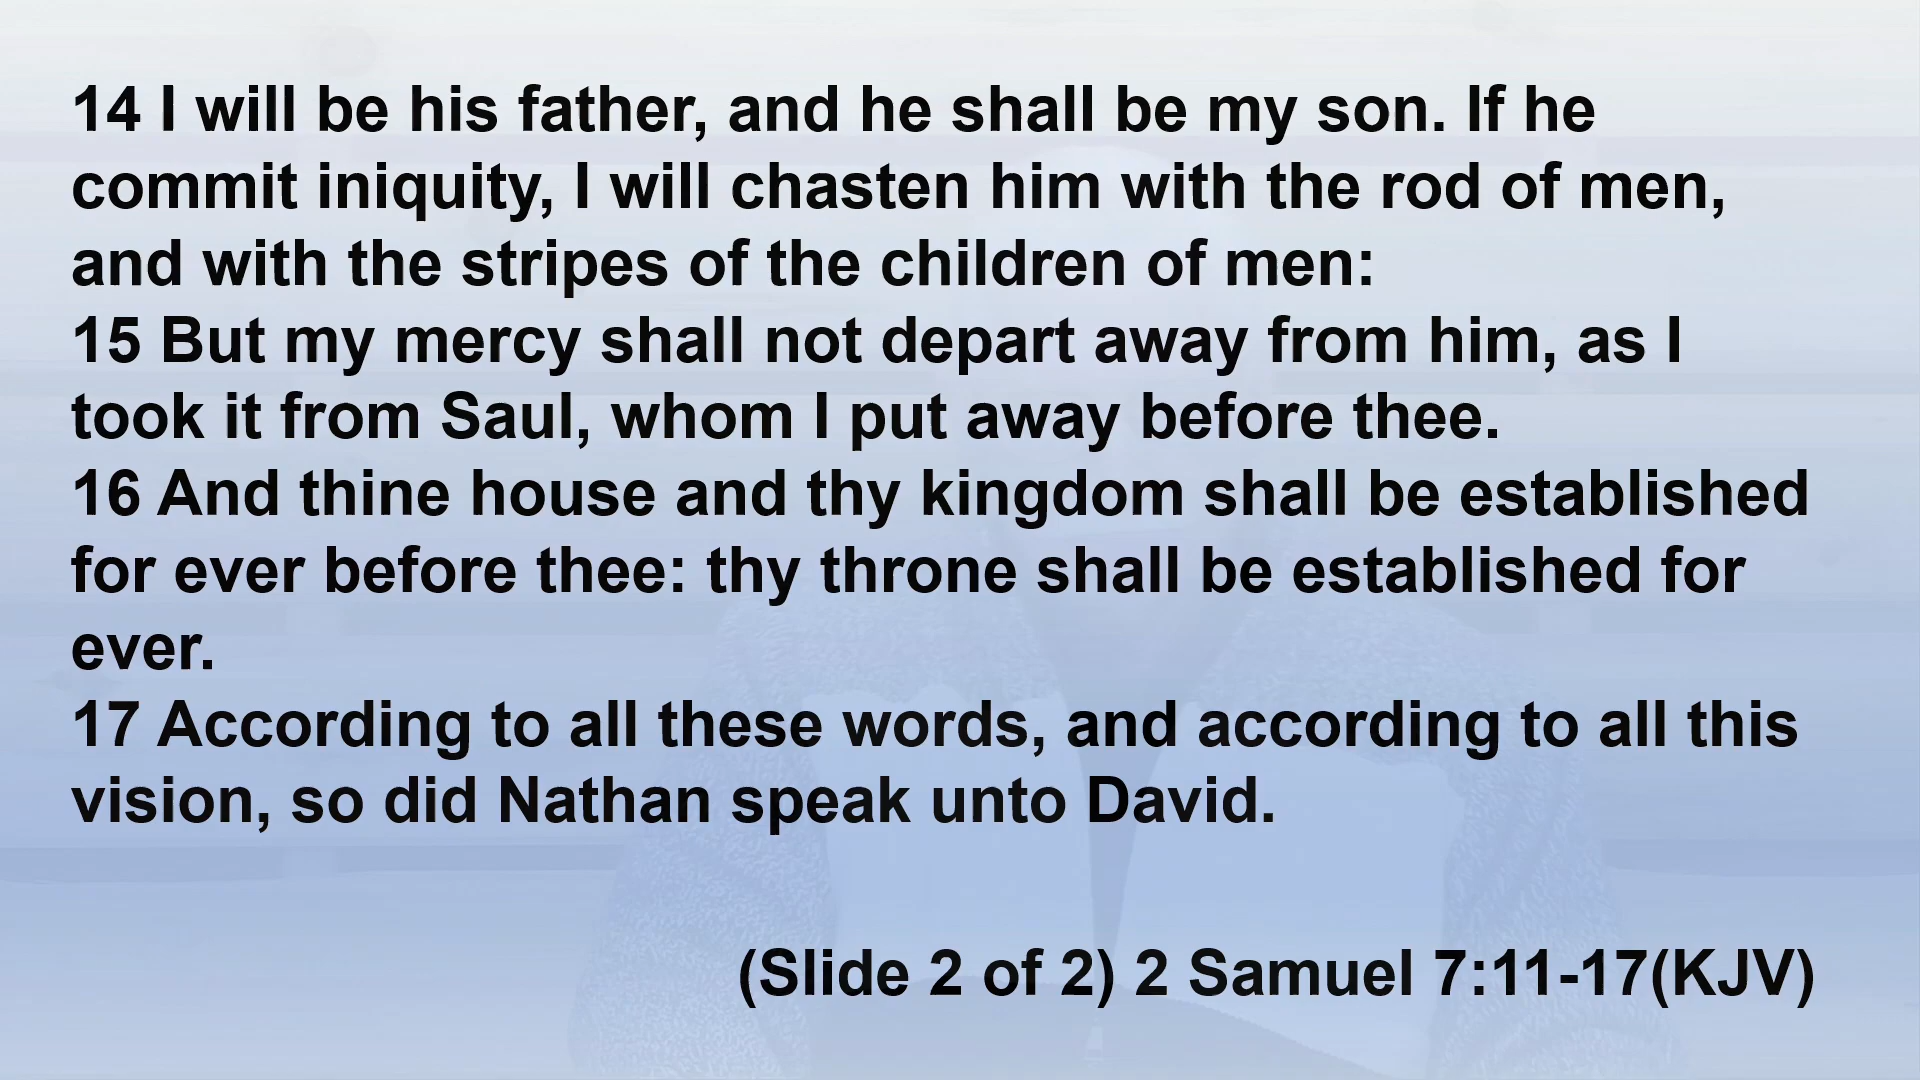 14 I will be his father, and he shall be my son. If he
commit iniquity, I will chasten him with the rod of men,
and with the stripes of the children of men:
15 But my mercy shall not depart away from him, as I
took it from Saul, whom I put away before thee.
16 And thine house and thy kingdom shall be established
for ever before thee: thy throne shall be established for
ever.
17 According to all these words, and according to all this
vision, so did Nathan speak unto David.
(Slide 2 of 2) 2 Samuel 7:11-17(KJV)